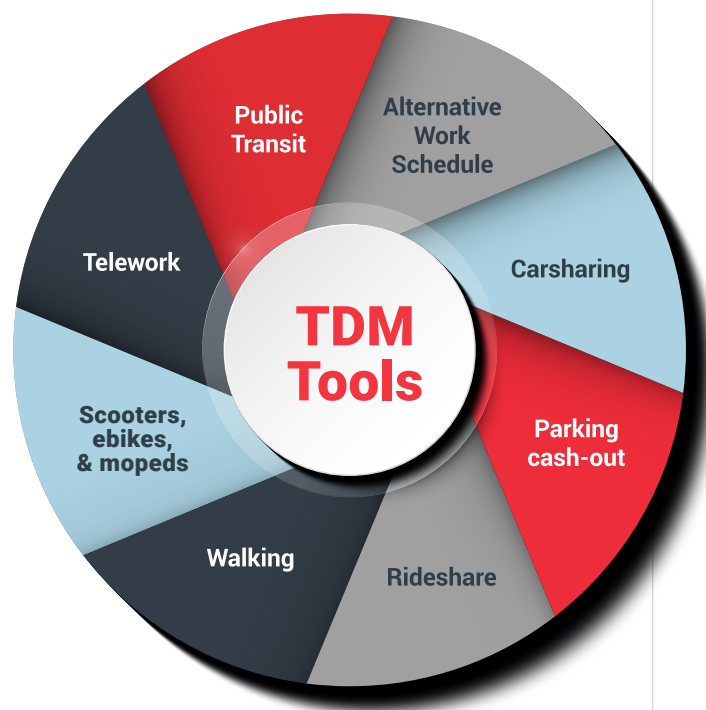 Public
Transit
Alternative
Work
Schedule
Telework
Carsharing
TDM
Tools
Scooters,
ebikes,
& mopeds
Parking
cash-out
Walking
Rideshare